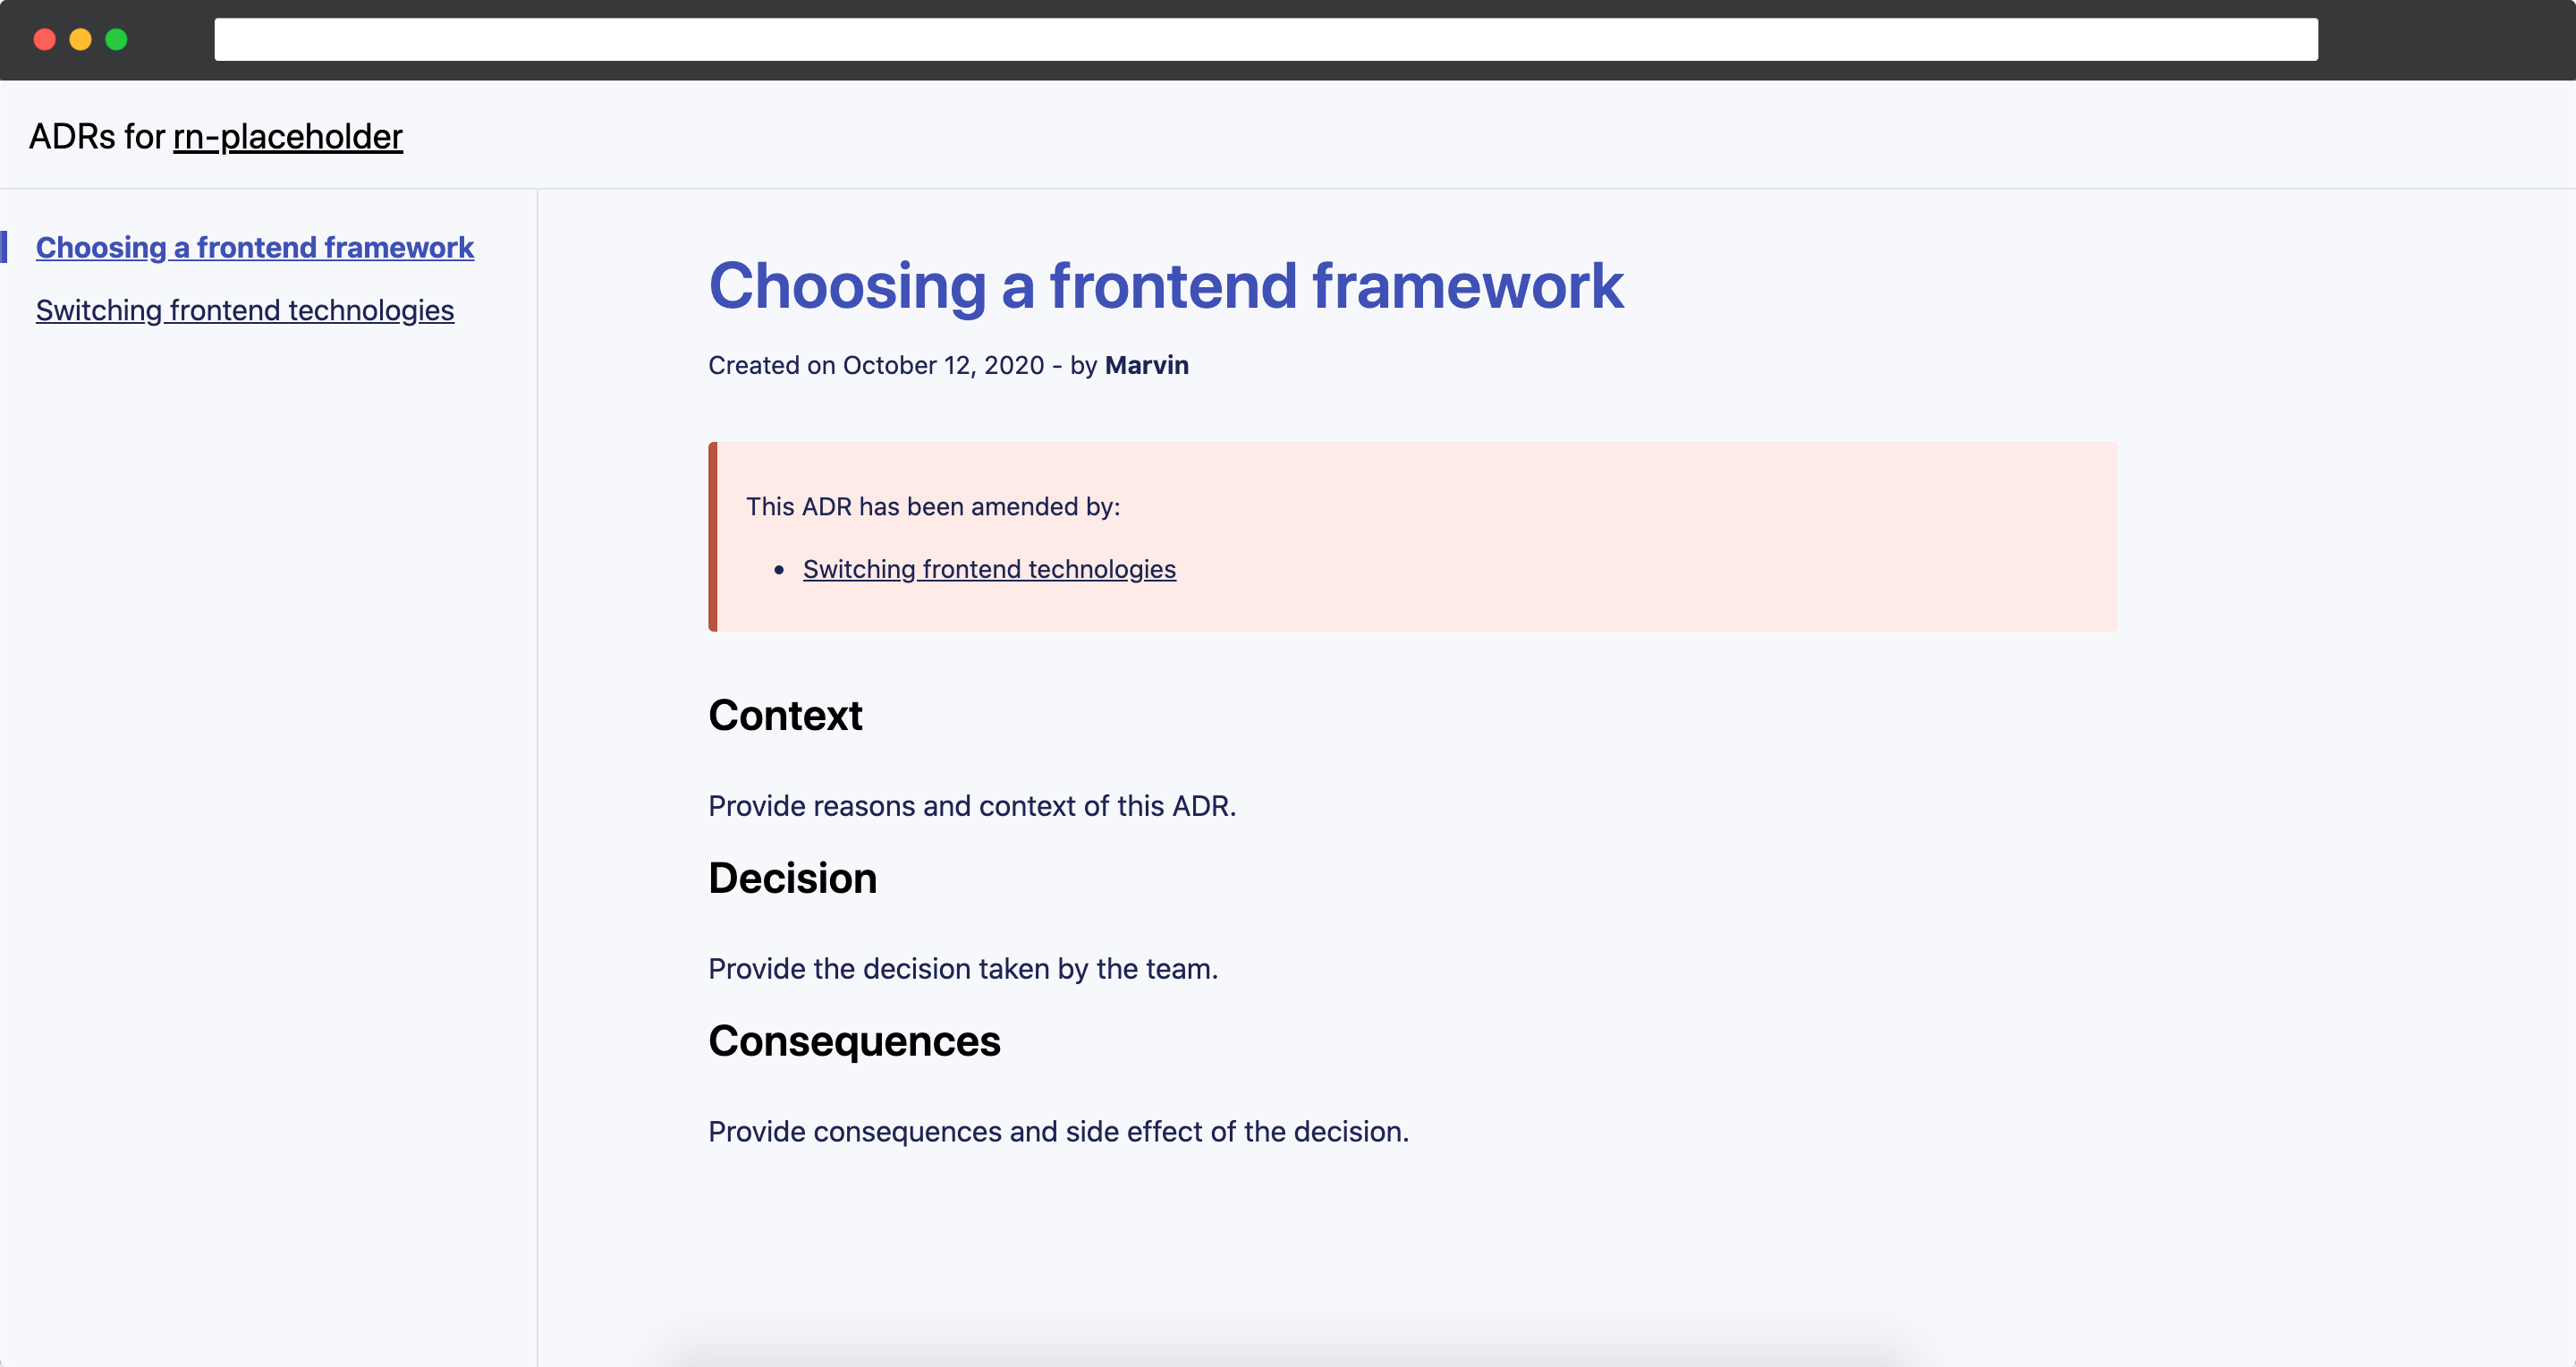 ADRs for rn-placeholder
Choosing a frontend framework
Switching frontend technologies
Choosing a frontend framework
Created on October 12, 2020 - by Marvin
This ADR has been amended by:
• Switching frontend technologies
Context
Provide reasons and context of this ADR.
Decision
Provide the decision taken by the team.
Consequences
Provide consequences and side effect of the decision.